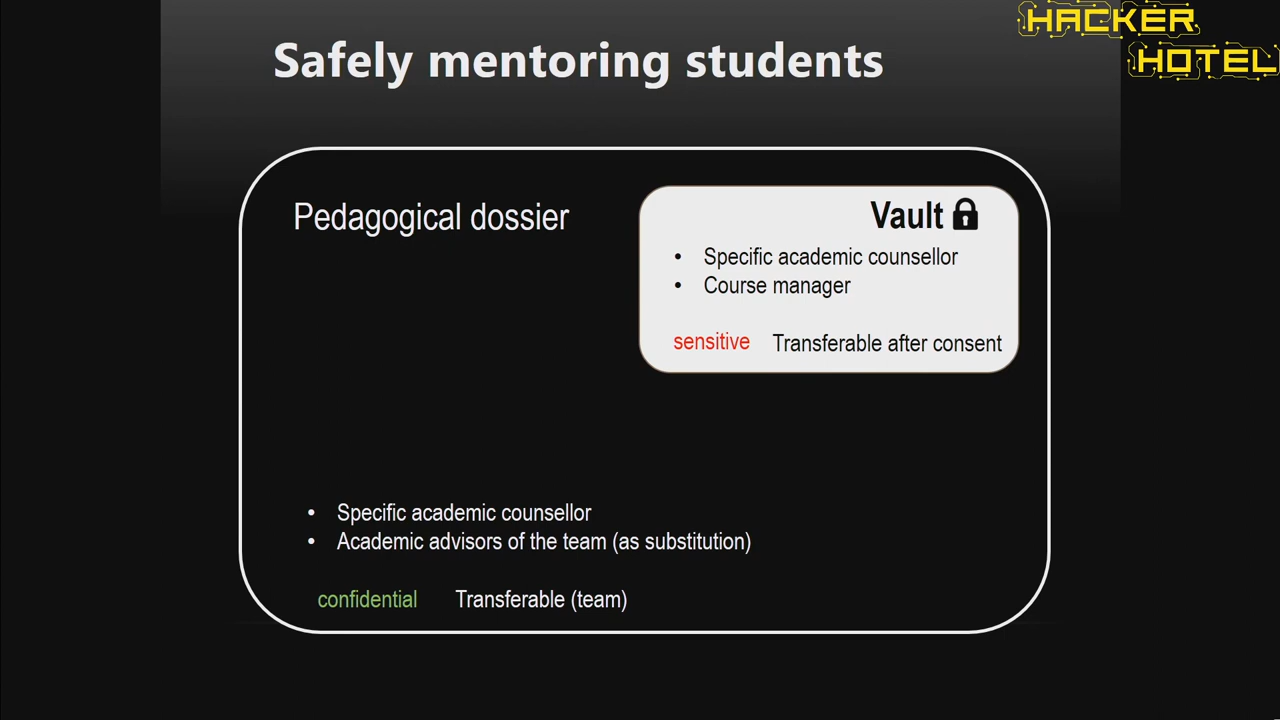 HACKER
HOTEL
Safely mentoring students
Pedagogical dossier
Vault
• Specific academic counsellor
• Course manager
sensitive Transferable after consent
• Specific academic counsellor
• Academic advisors of the team (as substitution)
confidential Transferable (team)